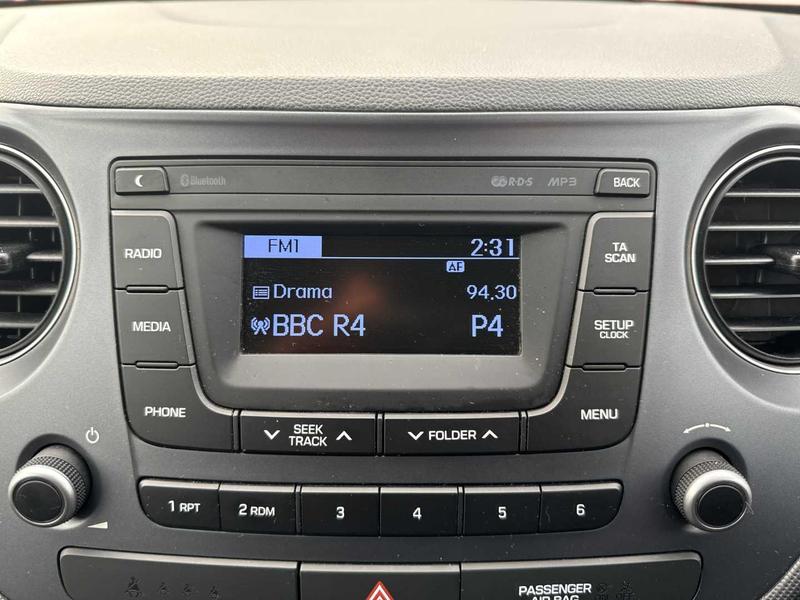 Bluetooth R·D·S MP3 BACK
RADIO
FM1 2:31
TA
SCAN
AF
Drama 94.30
MEDIA
BBC R4 P4
SETUP
CLOCK
PHONE
SEEK
TRACK
FOLDER
MENU
1 RPT 2 RDM 3 4 5 6
PASSENGER
AIR BAG